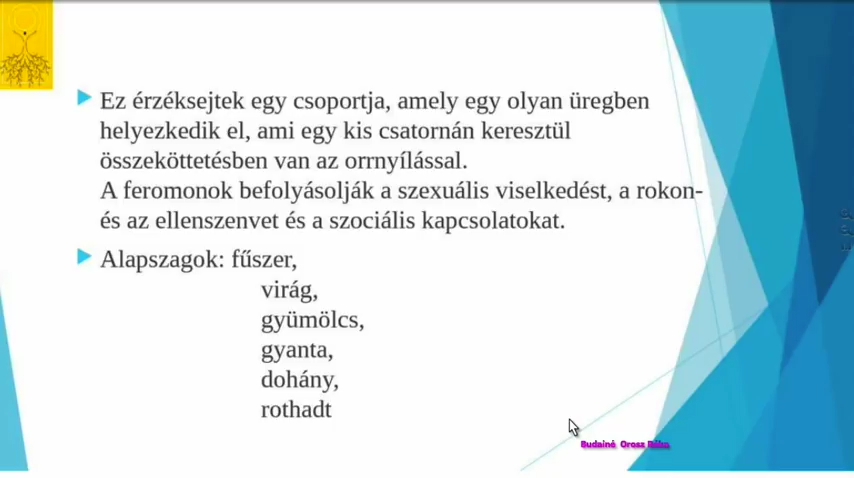 Ez érzéksejtek egy csoportja, amely egy olyan üregben
helyezkedik el, ami egy kis csatornán keresztül
összeköttetésben van az orrnyílással.
A feromonok befolyásolják a szexuális viselkedést, a rokon-
és az ellenszenvet és a szociális kapcsolatokat.
Alapszagok: fűszer,
virág,
gyümölcs,
gyanta,
dohány,
rothadt
Budainé Orosz